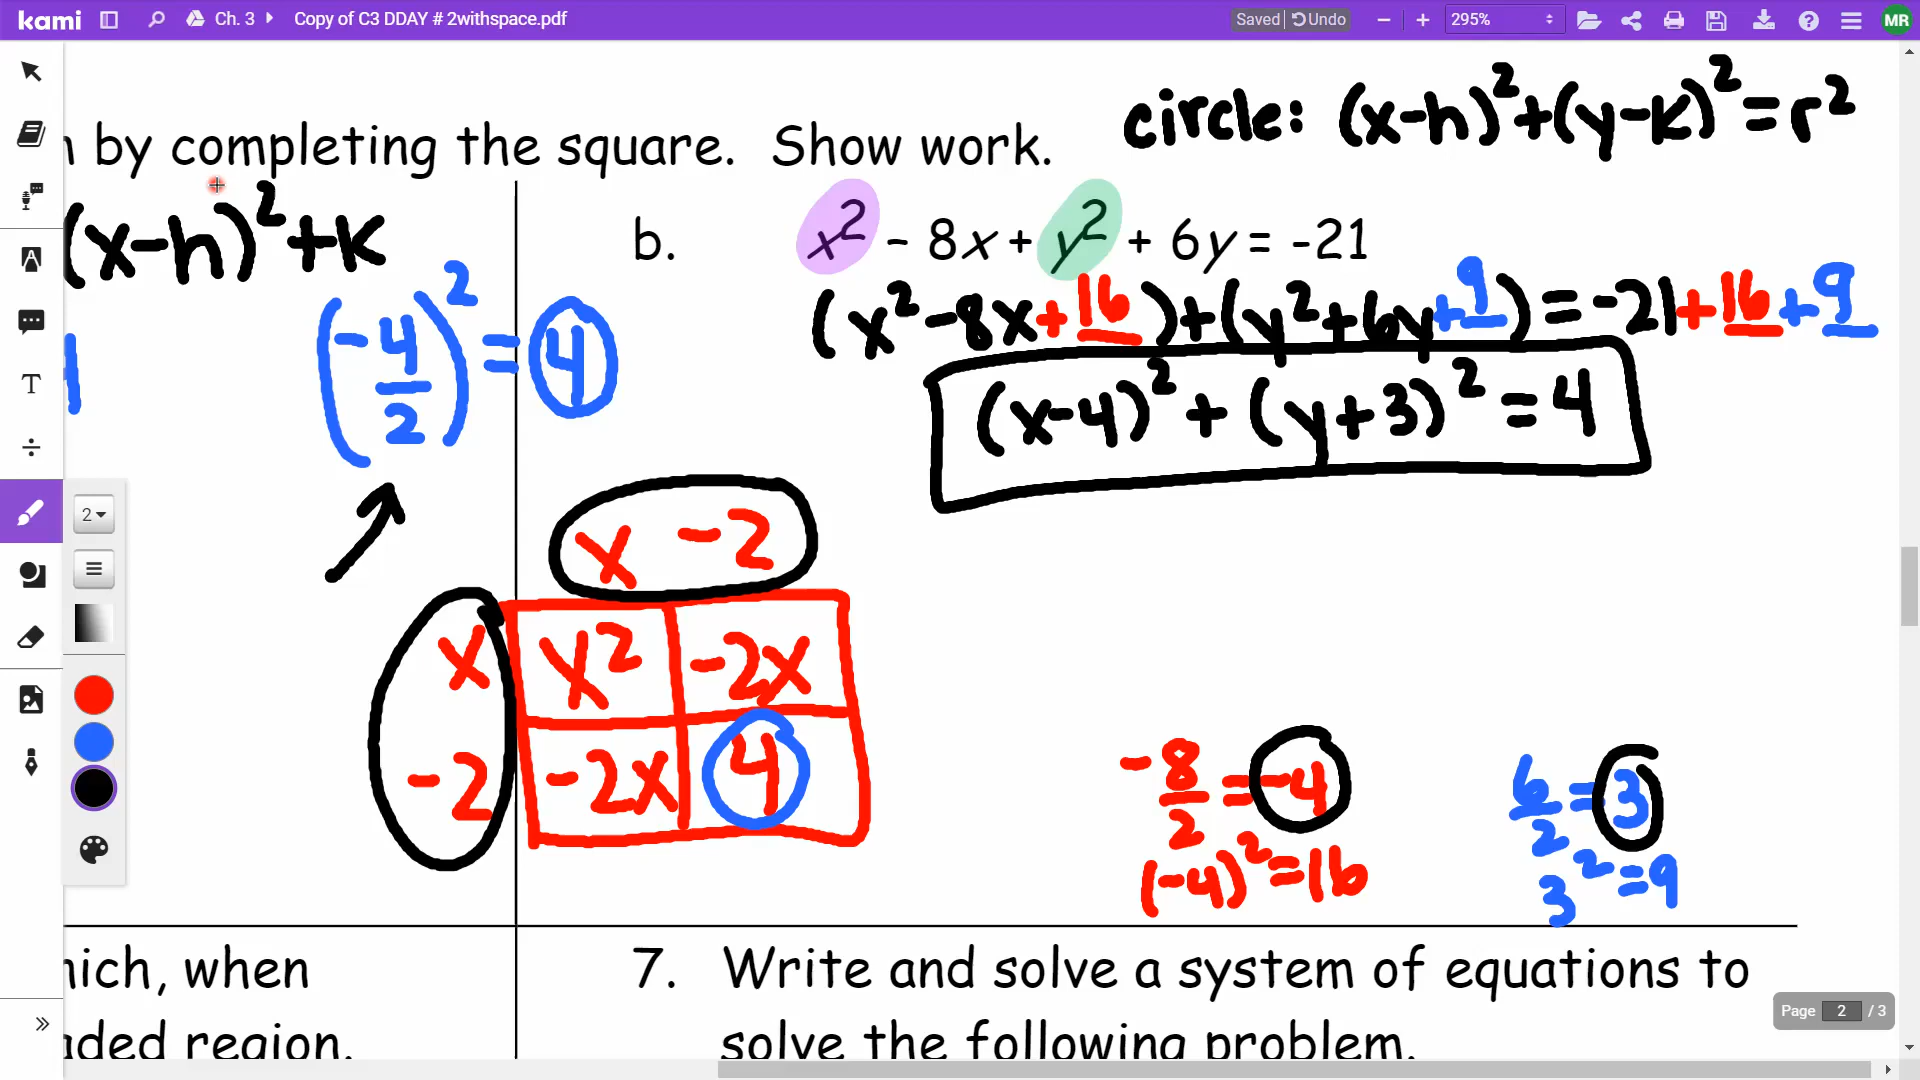 kami Ch. 3 Copy of C3 DDAY # 2withspace.pdf Saved Undo 295% MR
circle: (x-h)²+(y-k)²=r²
by completing the square. Show work.
(x-h)²+k
b. x² - 8x + y² + 6y = -21
(x²-8x+16)+(y²+6y+9)=-21+16+9
(-4/2)²=4
(x-4)²+(y+3)²=4
2
x -2
x x² -2x
-2 -2x 4
-8/2=-4
(-4)²=16
6/2=3
3²=9
hich, when
aded region.
7. Write and solve a system of equations to
solve the following problem.
Page 2 / 3